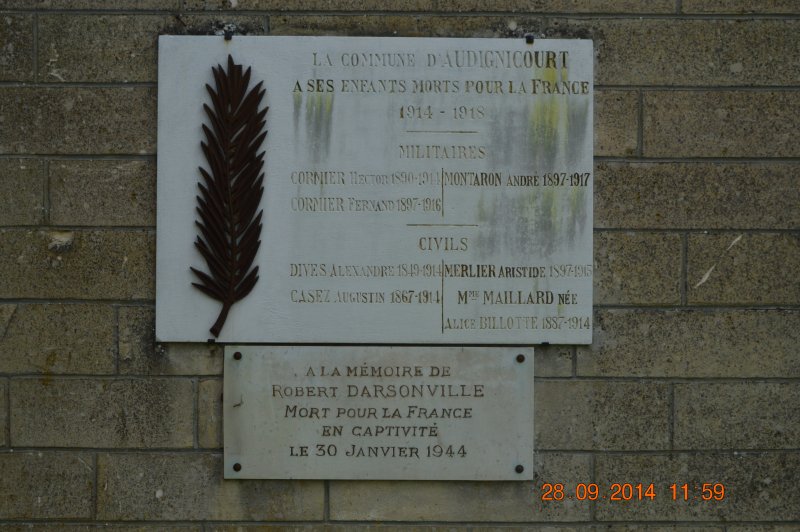 LA COMMUNE D'AUDIGNICOURT
A SES ENFANTS MORTS POUR LA FRANCE
1914 - 1918
MILITAIRES
CORMIER HECTOR 1890-1914 MONTARON ANDRÉ 1897-1917
CORMIER FERNAND 1897-1916
CIVILS
DIVES ALEXANDRE 1849-1914 MERLIER ARISTIDE 1897-1915
CASEZ AUGUSTIN 1867-1914 MME MAILLARD NÉE
ALICE BILLOTTE 1887-1914
A LA MÉMOIRE DE
ROBERT DARSONVILLE
MORT POUR LA FRANCE
EN CAPTIVITÉ
LE 30 JANVIER 1944
28.09.2014 11:59